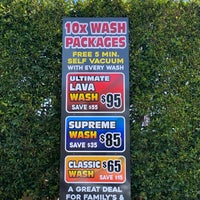 10x WASH
PACKAGES
FREE 5 MIN.
SELF VACUUM
WITH EVERY WASH
ULTIMATE
LAVA
WASH $95
SAVE $55
SUPREME
WASH $85
SAVE $35
CLASSIC $65
WASH SAVE $15
A GREAT DEAL
FOR FAMILY'S &